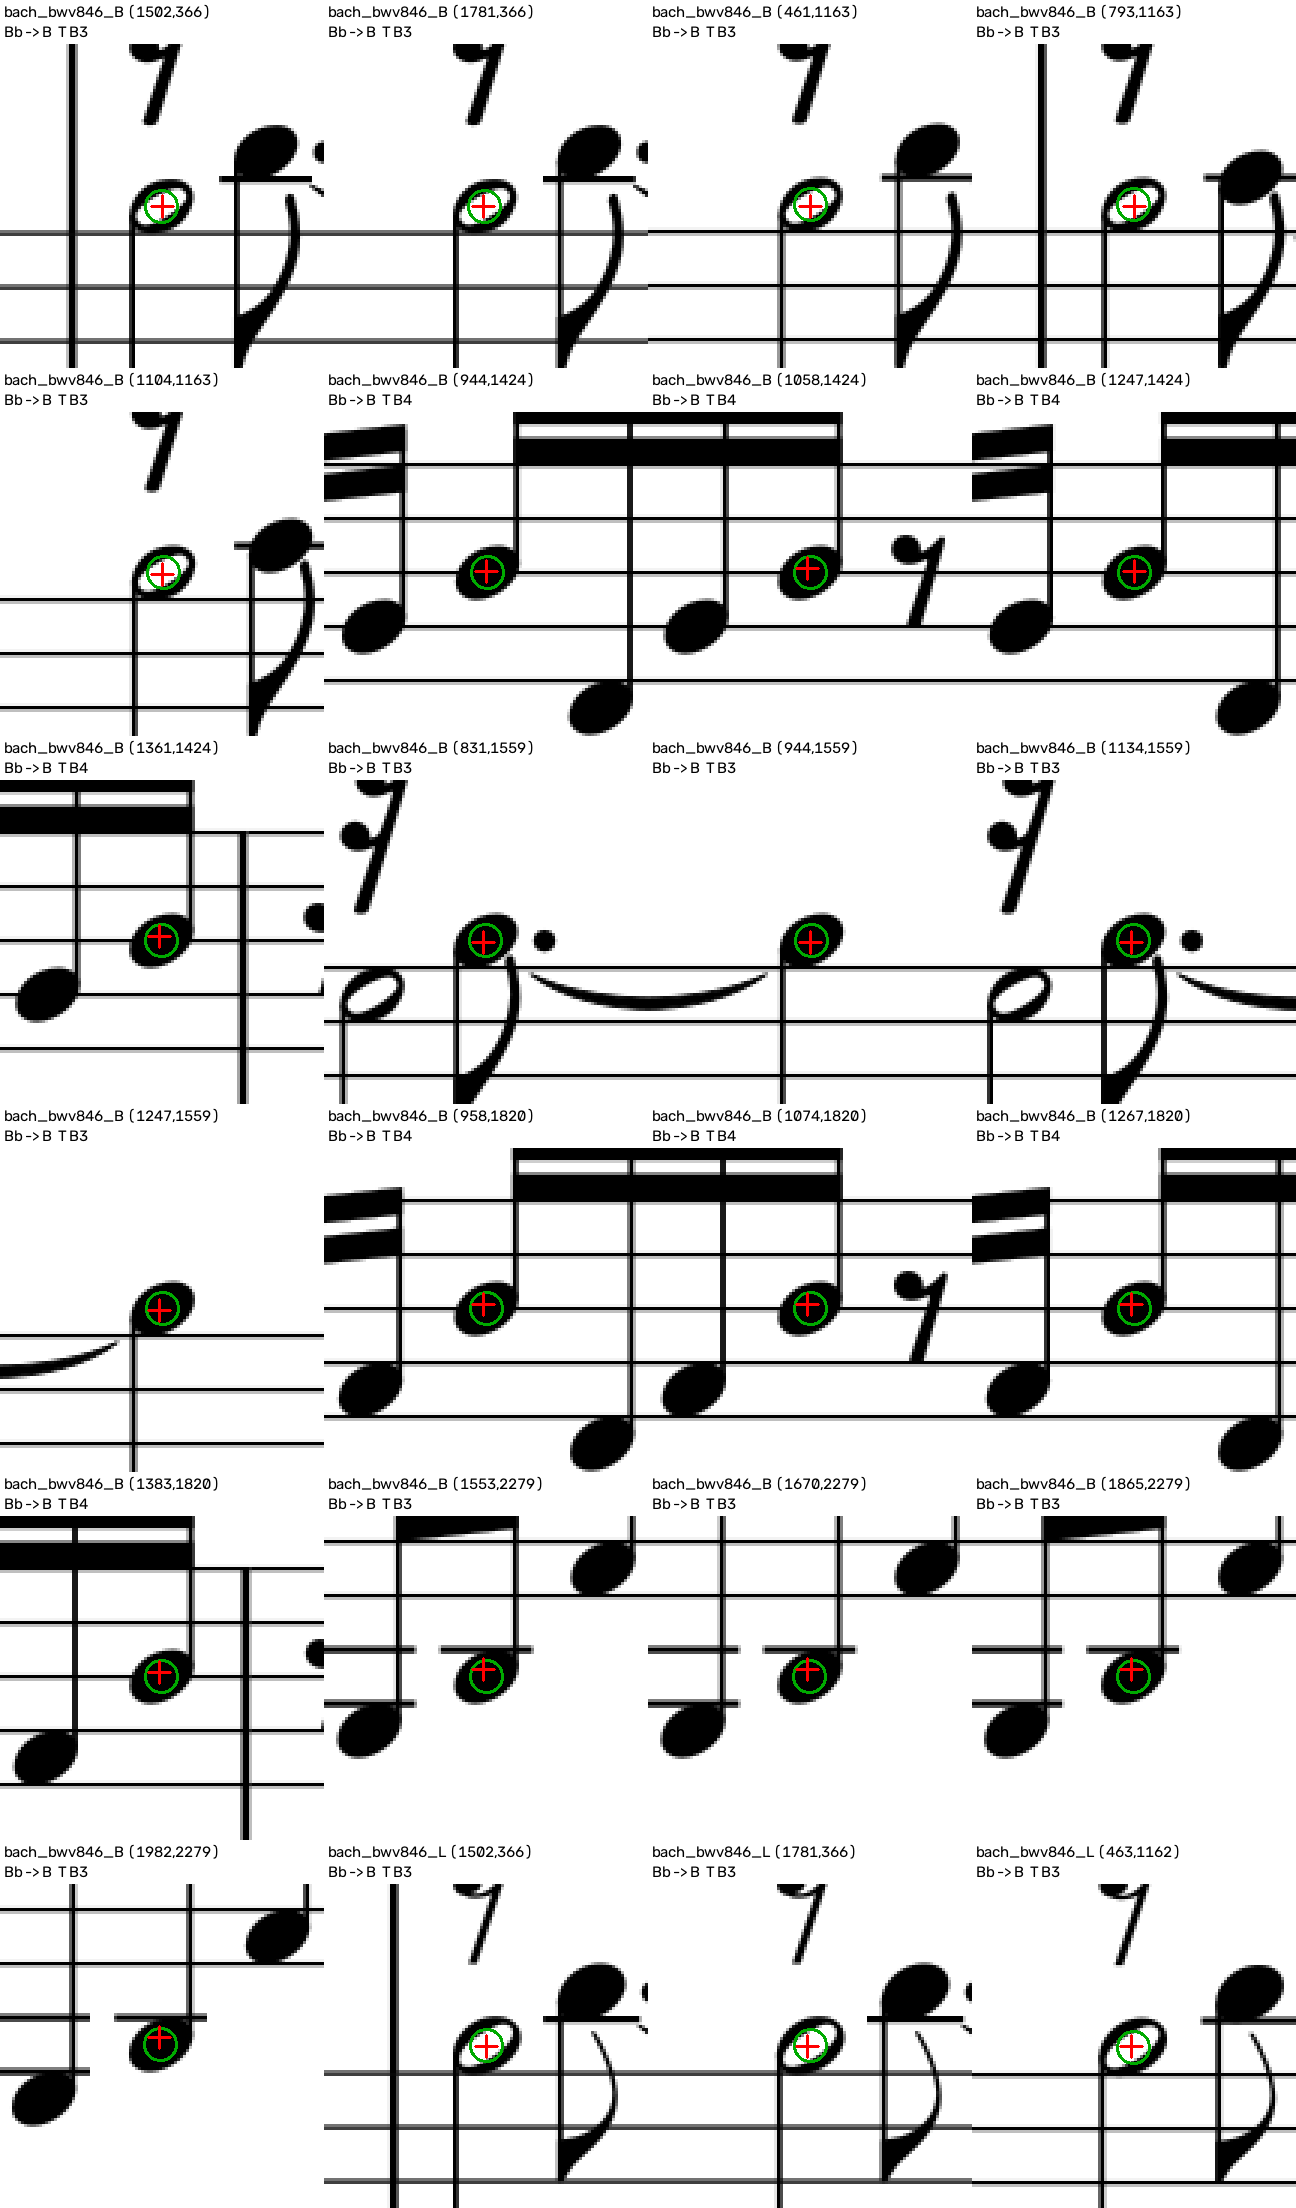 bach_bwv846_B (1502,366)
Bb->B TB3
bach_bwv846_B (1781,366)
Bb->B TB3
bach_bwv846_B (461,1163)
Bb->B TB3
bach_bwv846_B (793,1163)
Bb->B TB3
bach_bwv846_B (1104,1163)
Bb->B TB3
bach_bwv846_B (944,1424)
Bb->B TB4
bach_bwv846_B (1058,1424)
Bb->B TB4
bach_bwv846_B (1247,1424)
Bb->B TB4
bach_bwv846_B (1361,1424)
Bb->B TB4
bach_bwv846_B (831,1559)
Bb->B TB3
bach_bwv846_B (944,1559)
Bb->B TB3
bach_bwv846_B (1134,1559)
Bb->B TB3
bach_bwv846_B (1247,1559)
Bb->B TB3
bach_bwv846_B (958,1820)
Bb->B TB4
bach_bwv846_B (1074,1820)
Bb->B TB4
bach_bwv846_B (1267,1820)
Bb->B TB4
bach_bwv846_B (1383,1820)
Bb->B TB4
bach_bwv846_B (1553,2279)
Bb->B TB3
bach_bwv846_B (1670,2279)
Bb->B TB3
bach_bwv846_B (1865,2279)
Bb->B TB3
bach_bwv846_B (1982,2279)
Bb->B TB3
bach_bwv846_L (1502,366)
Bb->B TB3
bach_bwv846_L (1781,366)
Bb->B TB3
bach_bwv846_L (463,1162)
Bb->B TB3